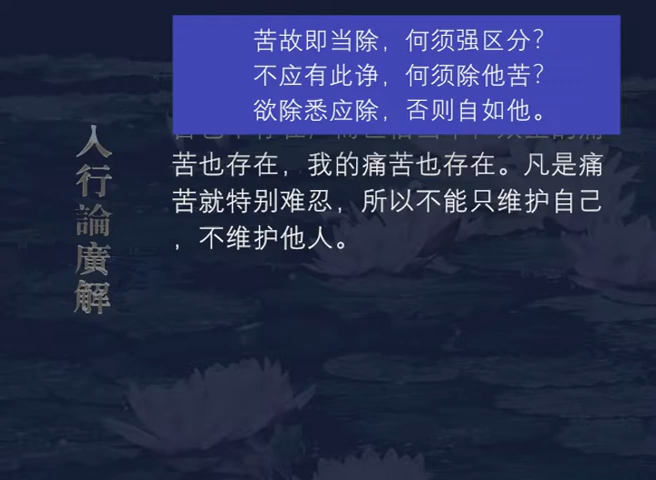 苦故即当除，何须强区分？
不应有此诤，何须除他苦？
欲除悉应除，否则自如他。
苦也存在，我的痛苦也存在。凡是痛
苦就特别难忍，所以不能只维护自己
，不维护他人。
入行論廣解